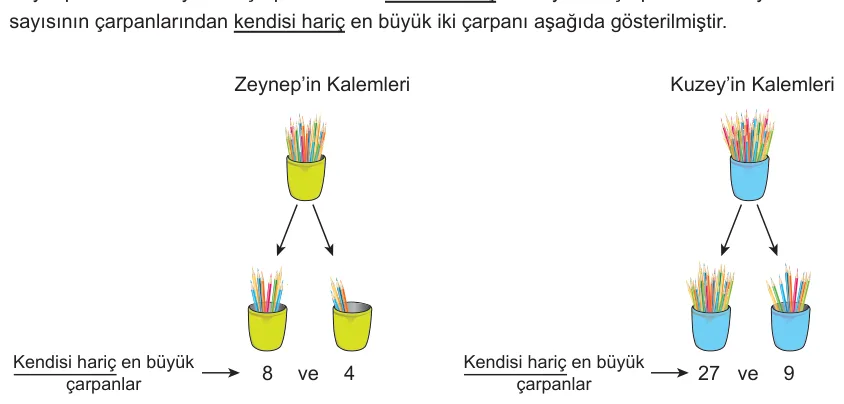 sayısının çarpanlarından kendisi hariç en büyük iki çarpanı aşağıda gösterilmiştir.
Zeynep’in Kalemleri
Kuzey’in Kalemleri
Kendisi hariç en büyük
çarpanlar
8 ve 4
Kendisi hariç en büyük
çarpanlar
27 ve 9